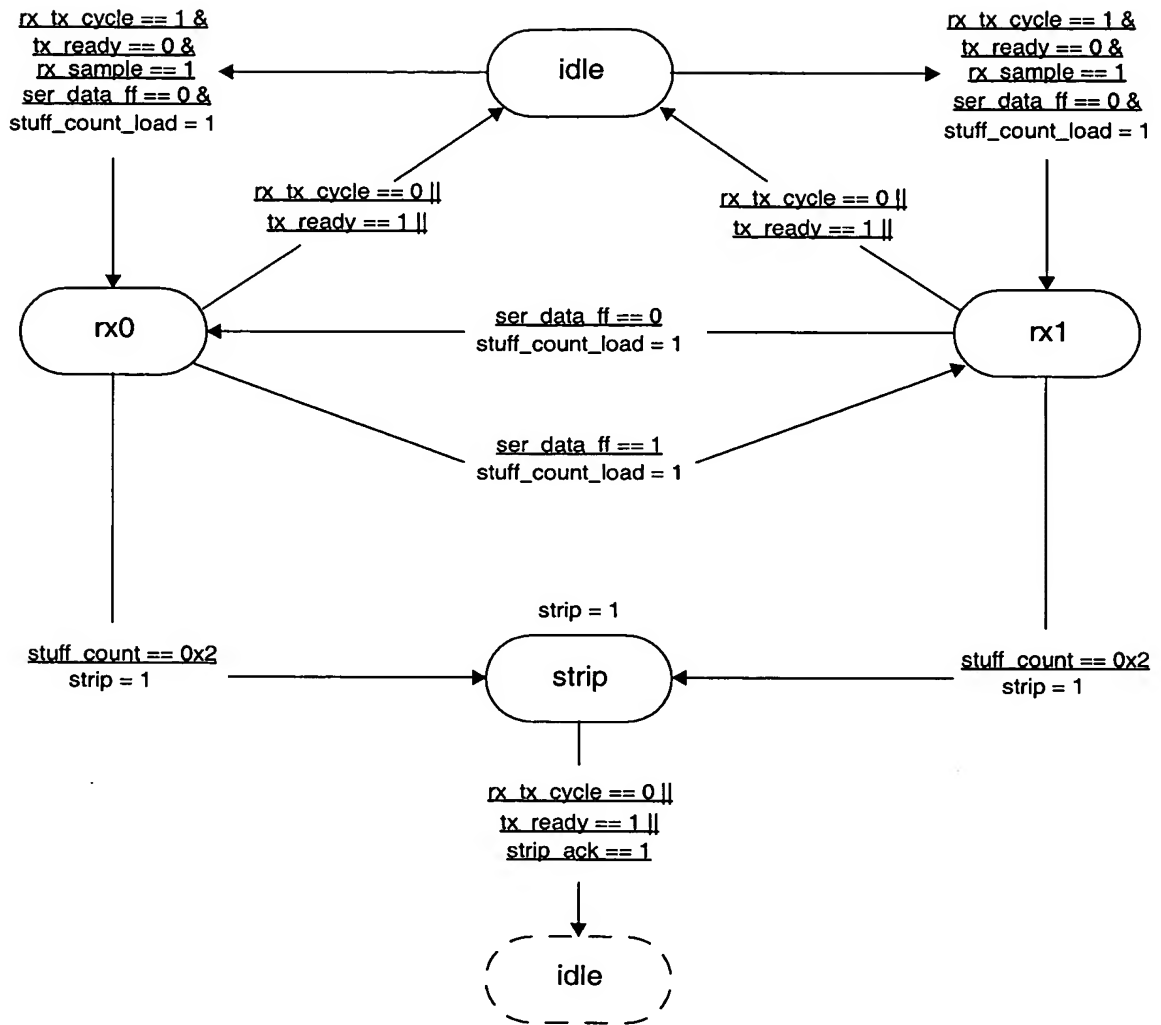 rx_tx_cycle == 1 &
tx_ready == 0 &
rx_sample == 1
ser_data_ff == 0 &
stuff_count_load = 1
idle
rx_tx_cycle == 1 &
tx_ready == 0 &
rx_sample == 1
ser_data_ff == 0 &
stuff_count_load = 1
rx_tx_cycle == 0 ||
tx_ready == 1 ||
rx_tx_cycle == 0 ||
tx_ready == 1 ||
rx0
ser_data_ff == 0
stuff_count_load = 1
rx1
ser_data_ff == 1
stuff_count_load = 1
strip = 1
stuff_count == 0x2
strip = 1
strip
stuff_count == 0x2
strip = 1
rx_tx_cycle == 0 ||
tx_ready == 1 ||
strip_ack == 1
idle